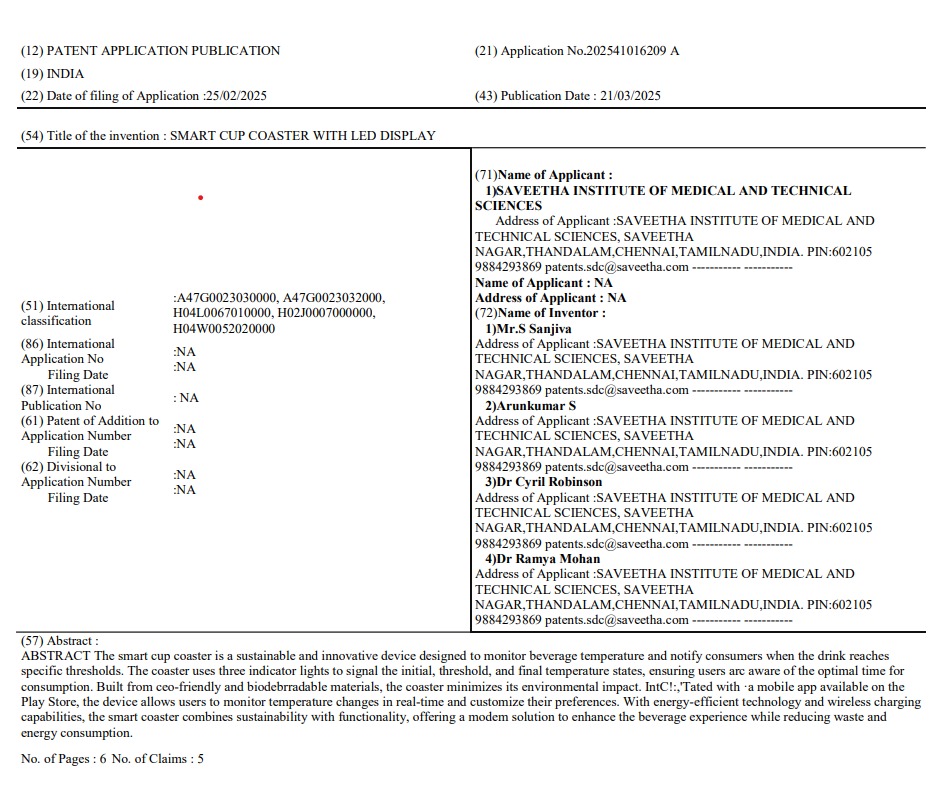 (12) PATENT APPLICATION PUBLICATION
(21) Application No.202541016209 A
(19) INDIA
(22) Date of filing of Application :25/02/2025
(43) Publication Date : 21/03/2025
(54) Title of the invention : SMART CUP COASTER WITH LED DISPLAY
(51) International
classification
:A47G0023030000, A47G0023032000,
H04L0067010000, H02J0007000000,
H04W0052020000
(86) International
Application No
Filing Date
:NA
:NA
(87) International
Publication No
: NA
(61) Patent of Addition to
Application Number
Filing Date
:NA
:NA
(62) Divisional to
Application Number
Filing Date
:NA
:NA
(71)Name of Applicant :
1)SAVEETHA INSTITUTE OF MEDICAL AND TECHNICAL
SCIENCES
Address of Applicant :SAVEETHA INSTITUTE OF MEDICAL AND
TECHNICAL SCIENCES, SAVEETHA
NAGAR,THANDALAM,CHENNAI,TAMILNADU,INDIA. PIN:602105
9884293869 patents.sdc@saveetha.com ---------- -----------
Name of Applicant : NA
Address of Applicant : NA
(72)Name of Inventor :
1)Mr.S Sanjiva
Address of Applicant :SAVEETHA INSTITUTE OF MEDICAL AND
TECHNICAL SCIENCES, SAVEETHA
NAGAR,THANDALAM,CHENNAI,TAMILNADU,INDIA. PIN:602105
9884293869 patents.sdc@saveetha.com ---------- -----------
2)Arunkumar S
Address of Applicant :SAVEETHA INSTITUTE OF MEDICAL AND
TECHNICAL SCIENCES, SAVEETHA
NAGAR,THANDALAM,CHENNAI,TAMILNADU,INDIA. PIN:602105
9884293869 patents.sdc@saveetha.com ---------- -----------
3)Dr Cyril Robinson
Address of Applicant :SAVEETHA INSTITUTE OF MEDICAL AND
TECHNICAL SCIENCES, SAVEETHA
NAGAR,THANDALAM,CHENNAI,TAMILNADU,INDIA. PIN:602105
9884293869 patents.sdc@saveetha.com ---------- -----------
4)Dr Ramya Mohan
Address of Applicant :SAVEETHA INSTITUTE OF MEDICAL AND
TECHNICAL SCIENCES, SAVEETHA
NAGAR,THANDALAM,CHENNAI,TAMILNADU,INDIA. PIN:602105
9884293869 patents.sdc@saveetha.com ---------- -----------
(57) Abstract :
ABSTRACT The smart cup coaster is a sustainable and innovative device designed to monitor beverage temperature and notify consumers when the drink reaches
specific thresholds. The coaster uses three indicator lights to signal the initial, threshold, and final temperature states, ensuring users arc aware of the optimal time for
consumption. Built from ceo-friendly and biodebrradable materials, the coaster minimizes its environmental impact. IntC!:,'Tated with ·a mobile app available on the
Play Store, the device allows users to monitor temperature changes in real-time and customize their preferences. With energy-efficient technology and wireless charging
capabilities, the smart coaster combines sustainability with functionality, offering a modem solution to enhance the beverage experience while reducing waste and
energy consumption.
No. of Pages : 6 No. of Claims : 5